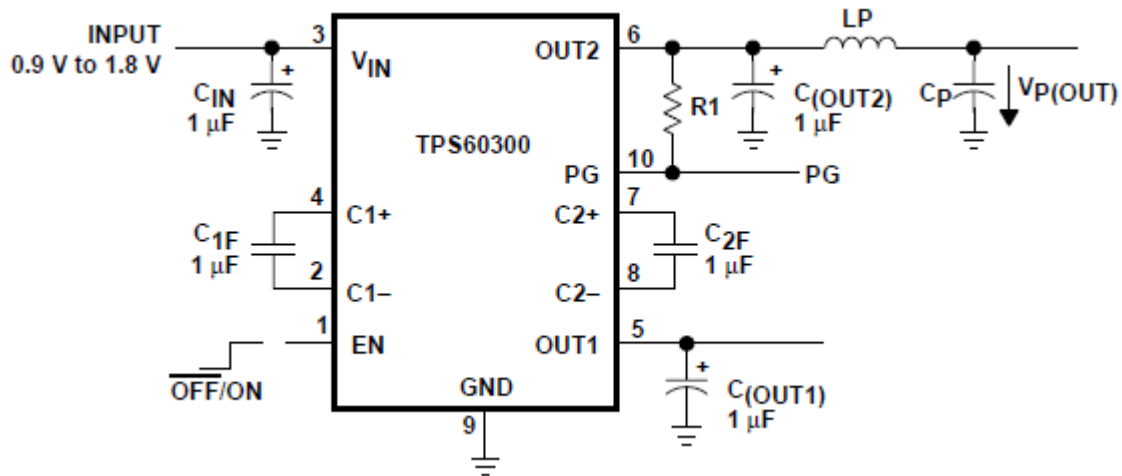 INPUT
0.9 V to 1.8 V
3
VIN
CIN
+
1 μF
TPS60300
OUT2
6
LP
R1
+
C(OUT2)
1 μF
CP
VP(OUT)
PG
10
PG
4
C1+
C1F
1 μF
2
C1–
C2+
7
C2F
1 μF
8
C2–
1
EN
OFF/ON
OUT1
5
+
C(OUT1)
1 μF
GND
9